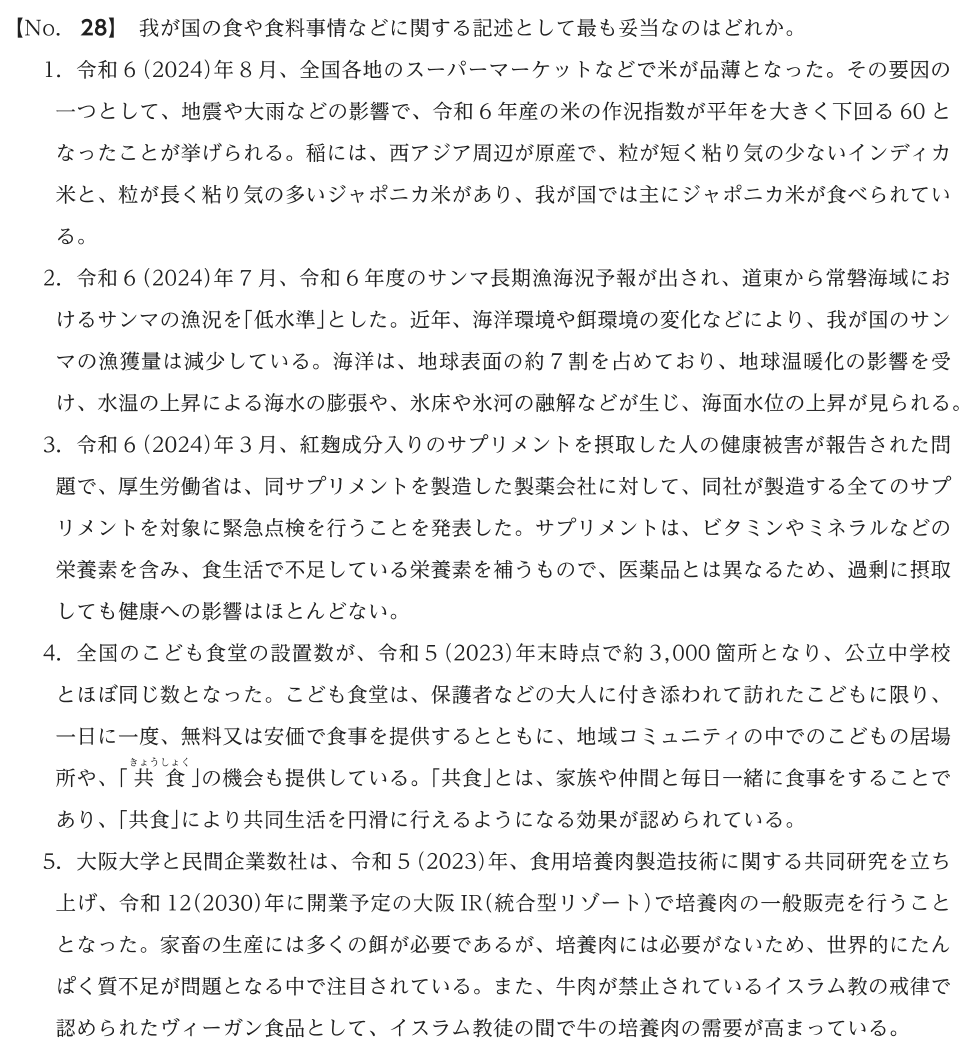 【No. 28】 我が国の食や食料事情などに関する記述として最も妥当なのはどれか。
1. 令和6(2024)年8月、全国各地のスーパーマーケットなどで米が品薄となった。その要因の
一つとして、地震や大雨などの影響で、令和6年産の米の作況指数が平年を大きく下回る60と
なったことが挙げられる。稲には、西アジア周辺が原産で、粒が短く粘り気の少ないインディカ
米と、粒が長く粘り気の多いジャポニカ米があり、我が国では主にジャポニカ米が食べられてい
る。
2. 令和6(2024)年7月、令和6年度のサンマ長期漁海況予報が出され、道東から常磐海域にお
けるサンマの漁況を「低水準」とした。近年、海洋環境や餌環境の変化などにより、我が国のサン
マの漁獲量は減少している。海洋は、地球表面の約7割を占めており、地球温暖化の影響を受
け、水温の上昇による海水の膨張や、氷床や氷河の融解などが生じ、海面水位の上昇が見られる。
3. 令和6(2024)年3月、紅麹成分入りのサプリメントを摂取した人の健康被害が報告された問
題で、厚生労働省は、同サプリメントを製造した製薬会社に対して、同社が製造する全てのサプ
リメントを対象に緊急点検を行うことを発表した。サプリメントは、ビタミンやミネラルなどの
栄養素を含み、食生活で不足している栄養素を補うもので、医薬品とは異なるため、過剰に摂取
しても健康への影響はほとんどない。
4. 全国のこども食堂の設置数が、令和5(2023)年末時点で約3,000箇所となり、公立中学校
とほぼ同じ数となった。こども食堂は、保護者などの大人に付き添われて訪れたこどもに限り、
一日に一度、無料又は安価で食事を提供するとともに、地域コミュニティの中でのこどもの居場
きょうしょく
所や、「共食」の機会も提供している。「共食」とは、家族や仲間と毎日一緒に食事をすることで
あり、「共食」により共同生活を円滑に行えるようになる効果が認められている。
5. 大阪大学と民間企業数社は、令和5(2023)年、食用培養肉製造技術に関する共同研究を立ち
上げ、令和12(2030)年に開業予定の大阪IR(統合型リゾート)で培養肉の一般販売を行うこと
となった。家畜の生産には多くの餌が必要であるが、培養肉には必要がないため、世界的にたん
ぱく質不足が問題となる中で注目されている。また、牛肉が禁止されているイスラム教の戒律で
認められたヴィーガン食品として、イスラム教徒の間で牛の培養肉の需要が高まっている。